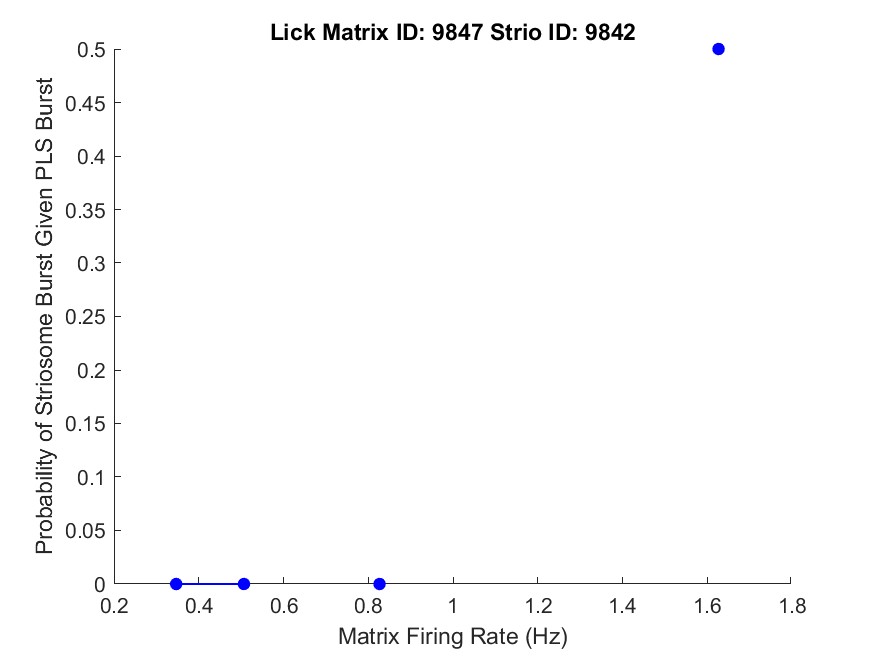 Lick Matrix ID: 9847 Strio ID: 9842
Probability of Striosome Burst Given PLS Burst
0.5
0.45
0.4
0.35
0.3
0.25
0.2
0.15
0.1
0.05
0
0.2 0.4 0.6 0.8 1 1.2 1.4 1.6 1.8
Matrix Firing Rate (Hz)